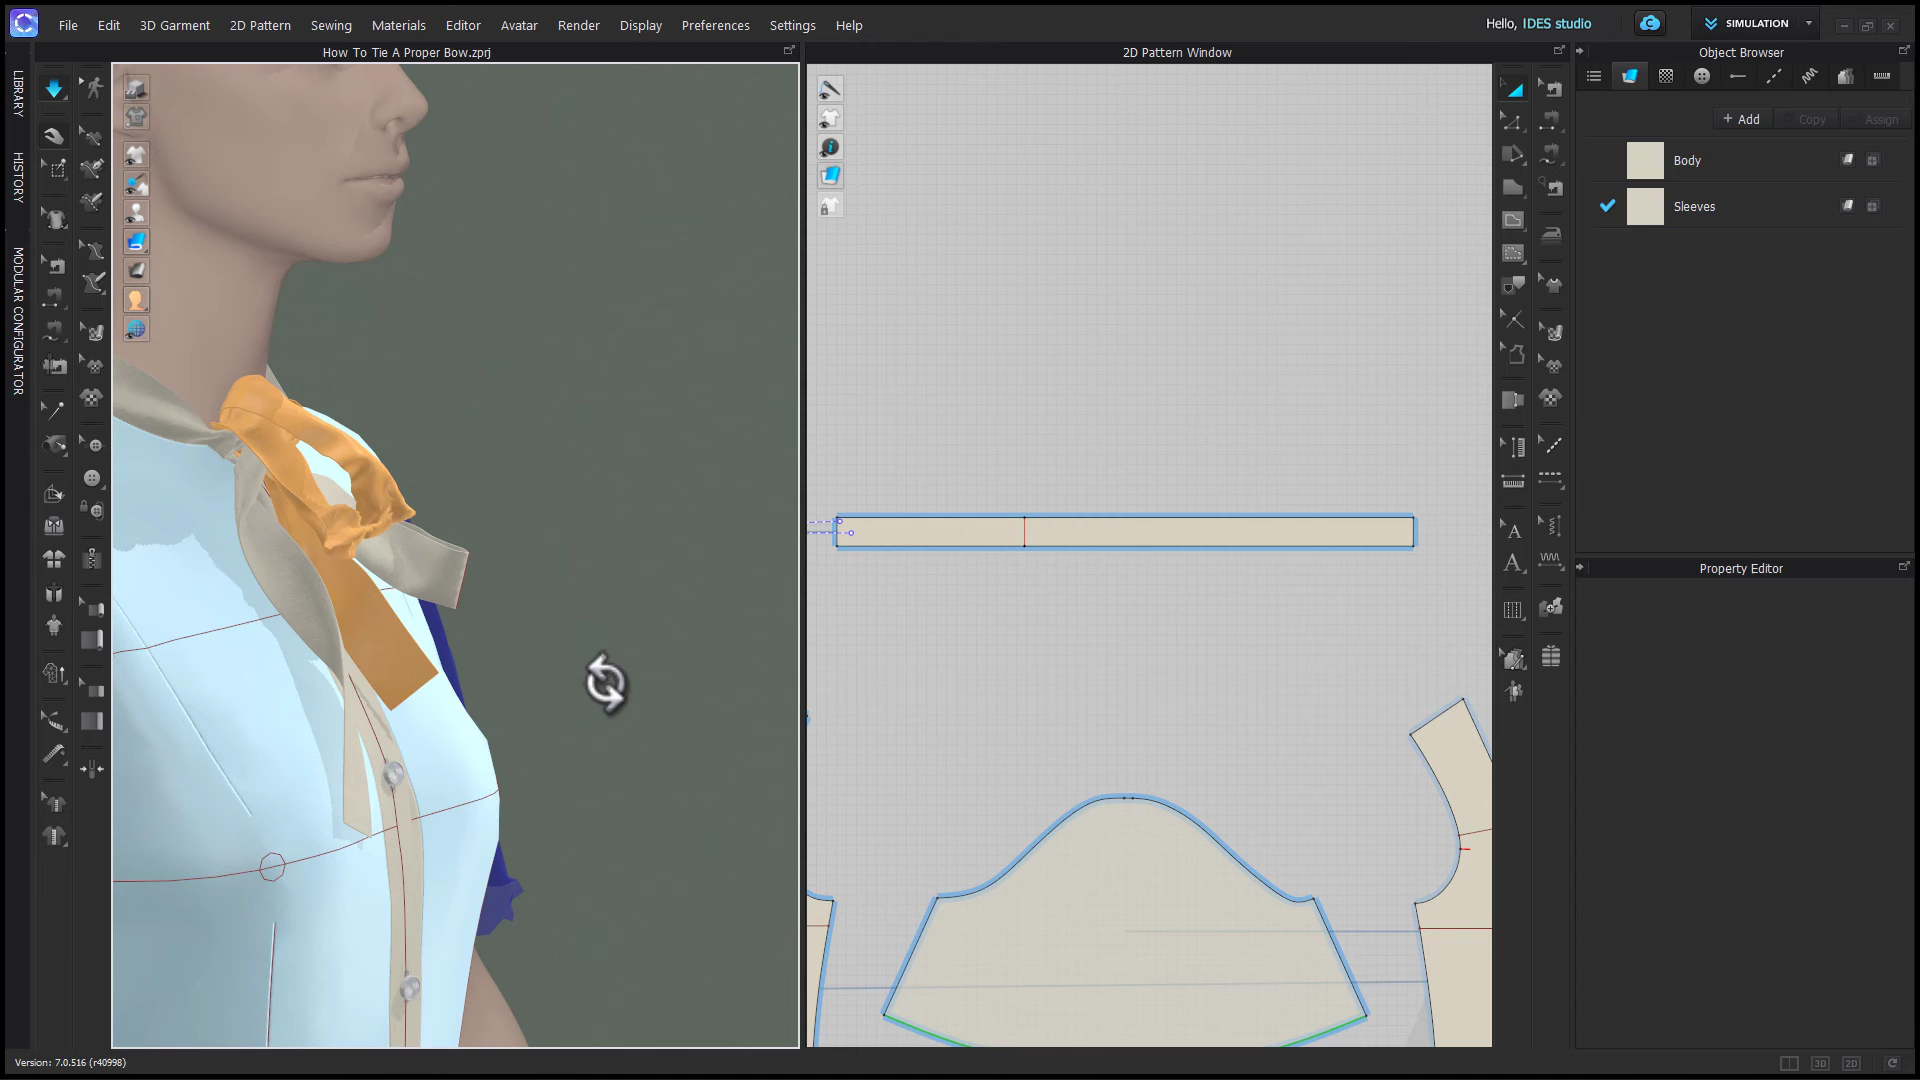 File Edit 3D Garment 2D Pattern Sewing Materials Editor Avatar Render Display Preferences Settings Help
Hello, IDES studio
SIMULATION
How To Tie A Proper Bow.zprj
2D Pattern Window
Object Browser
LIBRARY
HISTORY
MODULAR CONFIGURATOR
+ Add
Copy
Assign
Body
Sleeves
Property Editor
Version: 7.0.516 (r40998)
3D
2D